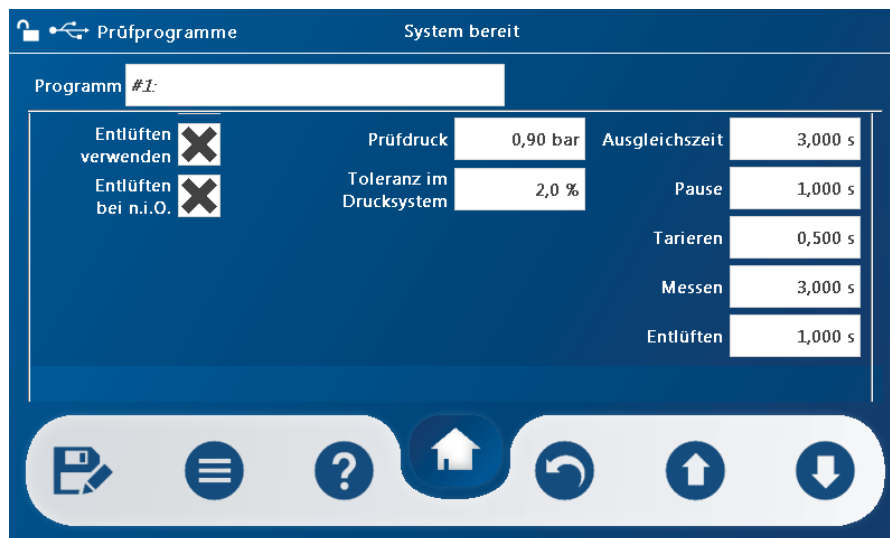 Prüfprogramme
System bereit
Programm #1:
Entlüften
verwenden
Prüfdruck 0,90 bar
Ausgleichszeit 3,000 s
Entlüften
bei n.i.O.
Toleranz im
Drucksystem 2,0 %
Pause 1,000 s
Tarieren 0,500 s
Messen 3,000 s
Entlüften 1,000 s
?